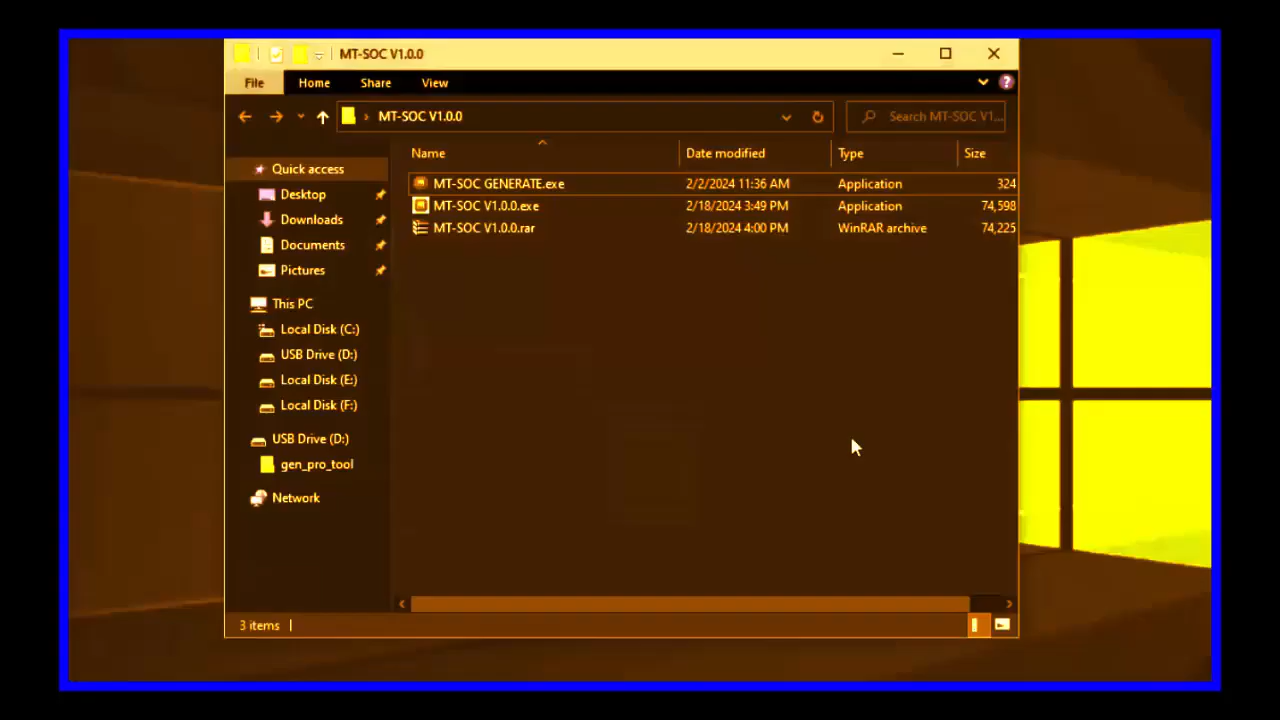 MT-SOC V1.0.0
File Home Share View
MT-SOC V1.0.0
Search MT-SOC V1...
Name Date modified Type Size
Quick access
Desktop
Downloads
Documents
Pictures
This PC
Local Disk (C:)
USB Drive (D:)
Local Disk (E:)
Local Disk (F:)
USB Drive (D:)
gen_pro_tool
Network
MT-SOC GENERATE.exe 2/2/2024 11:36 AM Application 324
MT-SOC V1.0.0.exe 2/18/2024 3:49 PM Application 74,598
MT-SOC V1.0.0.rar 2/18/2024 4:00 PM WinRAR archive 74,225
3 items